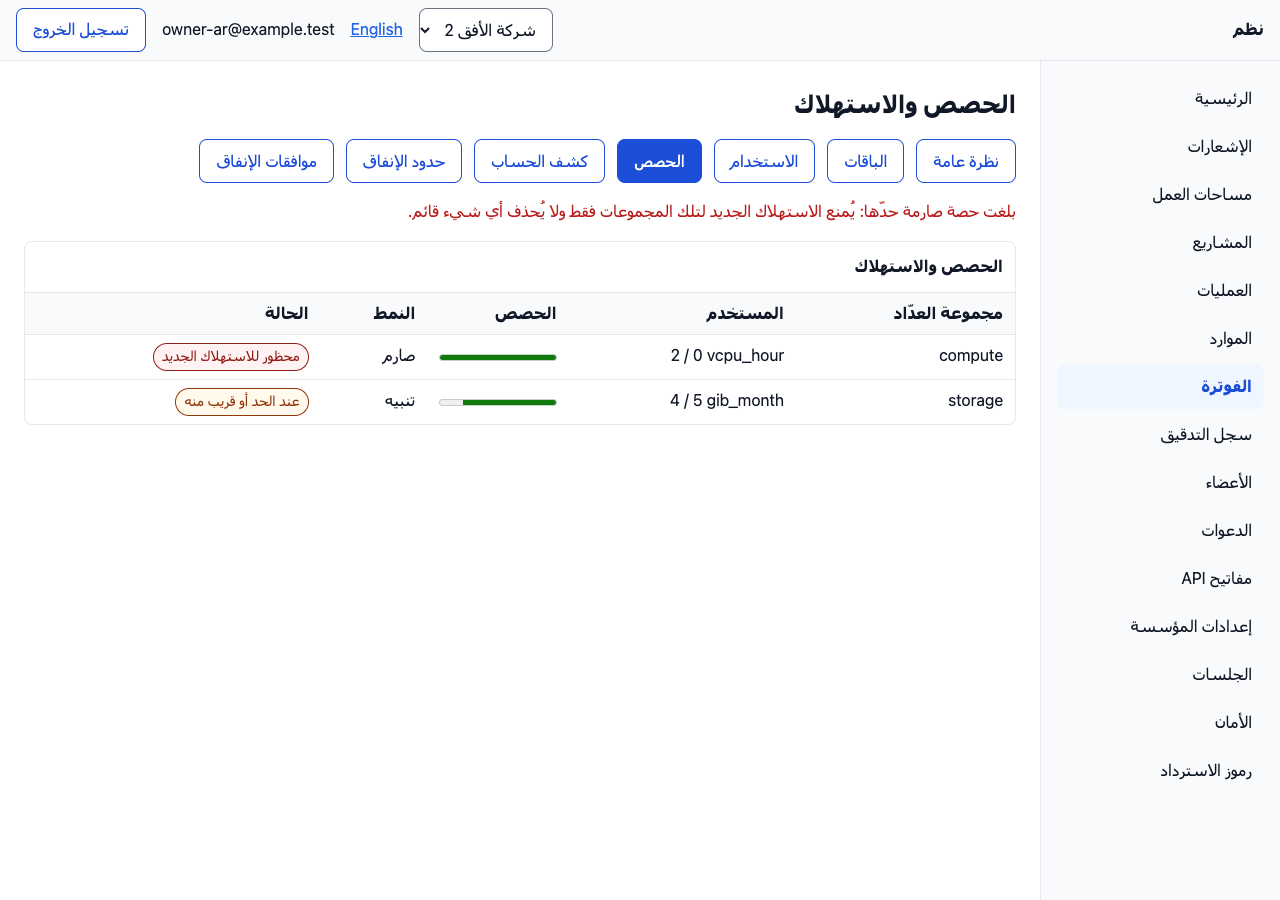 نظم
شركة الأفق 2
English
owner-ar@example.test
تسجيل الخروج
الرئيسية
الإشعارات
مساحات العمل
المشاريع
العمليات
الموارد
الفوترة
سجل التدقيق
الأعضاء
الدعوات
مفاتيح API
إعدادات المؤسسة
الجلسات
الأمان
رموز الاسترداد
الحصص والاستهلاك
نظرة عامة الباقات الاستخدام الحصص كشف الحساب حدود الإنفاق موافقات الإنفاق
بلغت حصة صارمة حدّها: يُمنع الاستهلاك الجديد لتلك المجموعات فقط ولا يُحذف أي شيء قائم.
الحصص والاستهلاك
مجموعة العدّاد المستخدم الحصص النمط الحالة
compute 2 / 0 vcpu_hour صارم محظور للاستهلاك الجديد
storage 4 / 5 gib_month تنبيه عند الحد أو قريب منه